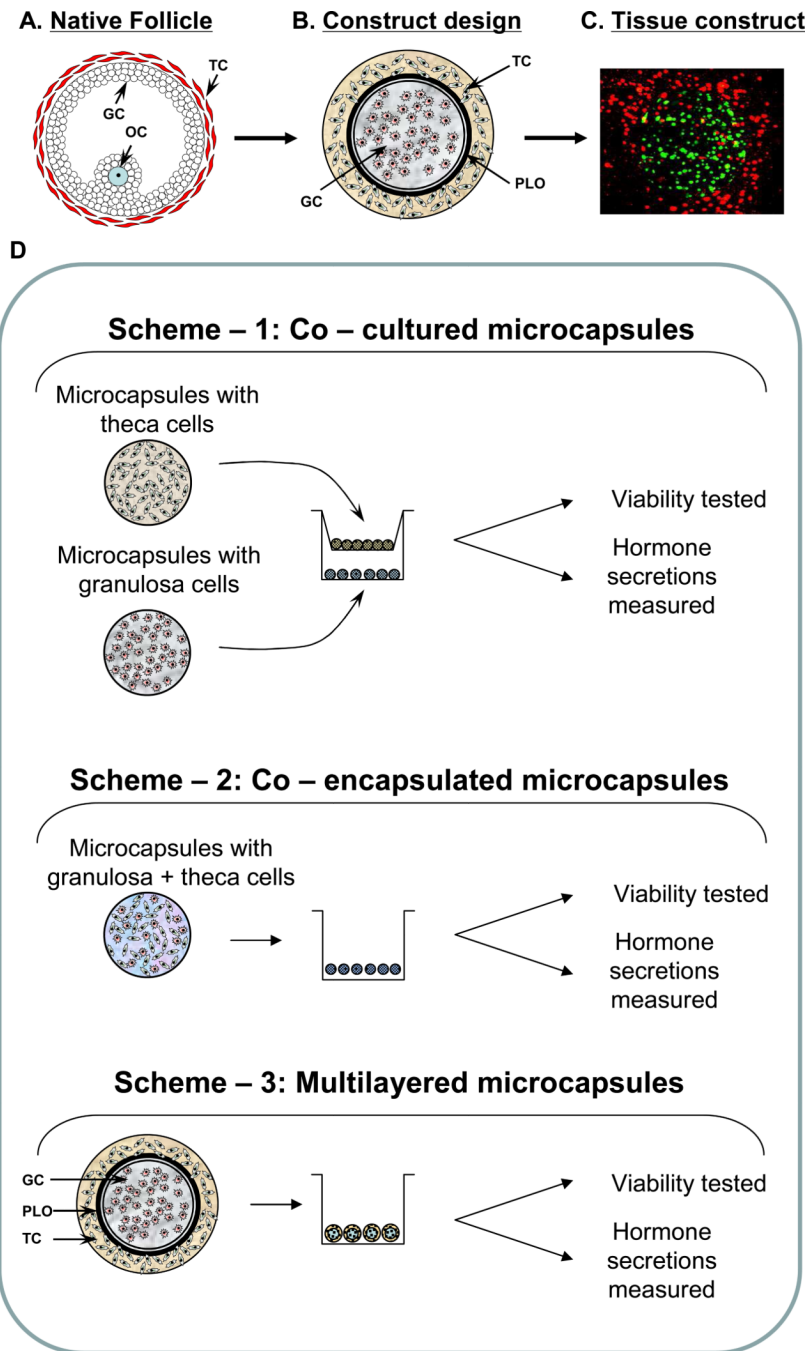 A. Native Follicle
B. Construct design
C. Tissue construct
TC
GC
OC
TC
PLO
GC
D
Scheme – 1: Co – cultured microcapsules
Microcapsules with
theca cells
Microcapsules with
granulosa cells
Viability tested
Hormone
secretions
measured
Scheme – 2: Co – encapsulated microcapsules
Microcapsules with
granulosa + theca cells
Viability tested
Hormone
secretions
measured
Scheme – 3: Multilayered microcapsules
GC
PLO
TC
Viability tested
Hormone
secretions
measured